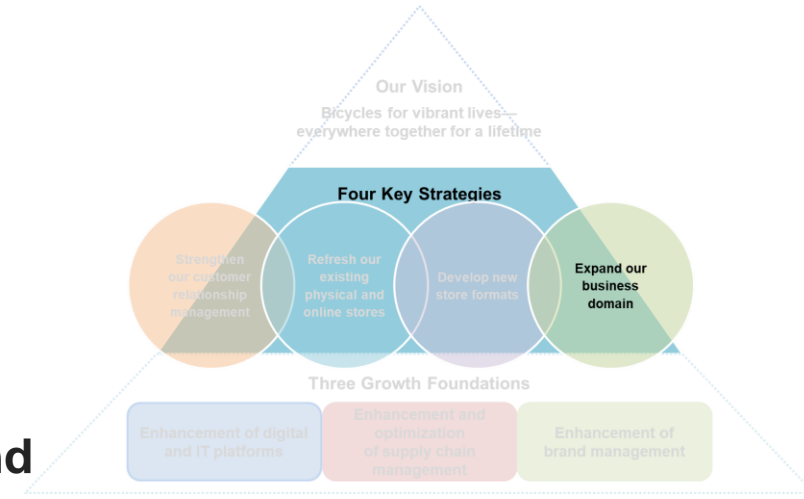 Our Vision
Bicycles for vibrant lives—
everywhere together for a lifetime
Four Key Strategies
Strengthen
our customer
relationship
management
Refresh our
existing
physical and
online stores
Develop new
store formats
Expand our
business
domain
Three Growth Foundations
Enhancement of digital
and IT platforms
Enhancement and
optimization
of supply chain
management
Enhancement of
brand management